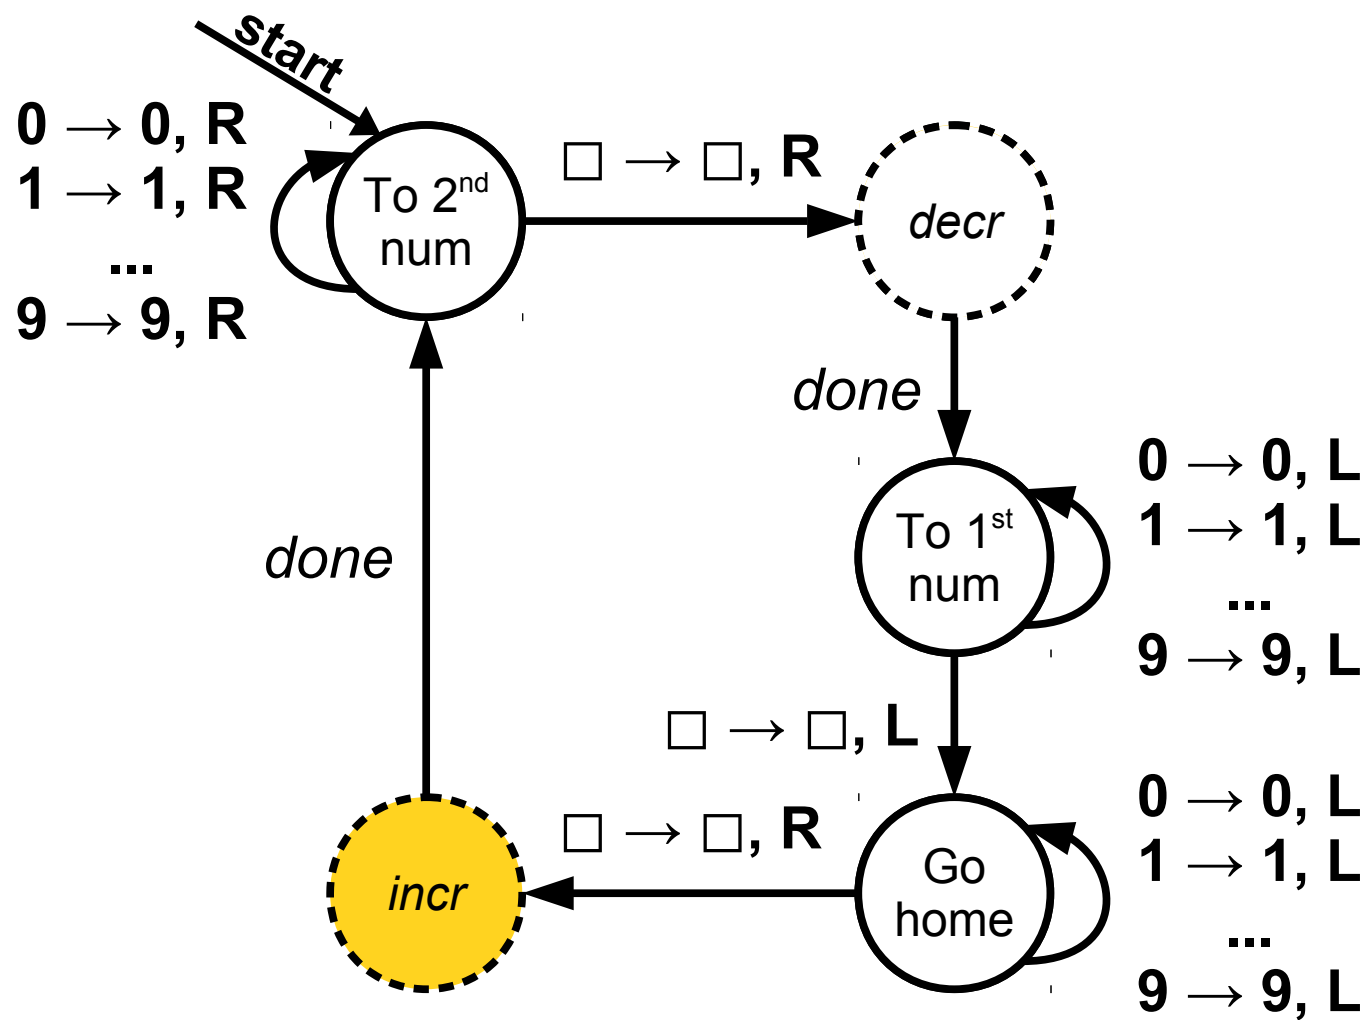 start
0 → 0, R
1 → 1, R
...
9 → 9, R
To 2nd
num
□ → □, R
decr
done
To 1st
num
0 → 0, L
1 → 1, L
...
9 → 9, L
□ → □, L
Go
home
0 → 0, L
1 → 1, L
...
9 → 9, L
□ → □, R
incr
done